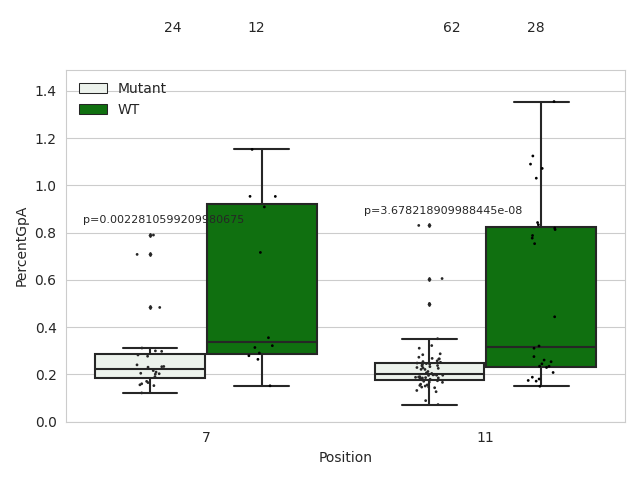 24 12 62 28
1.4
Mutant
WT
1.2
1.0
p=0.0022810599209980675
p=3.678218909988445e-08
0.8
0.6
0.4
0.2
0.0
PercentGpA
7 11
Position